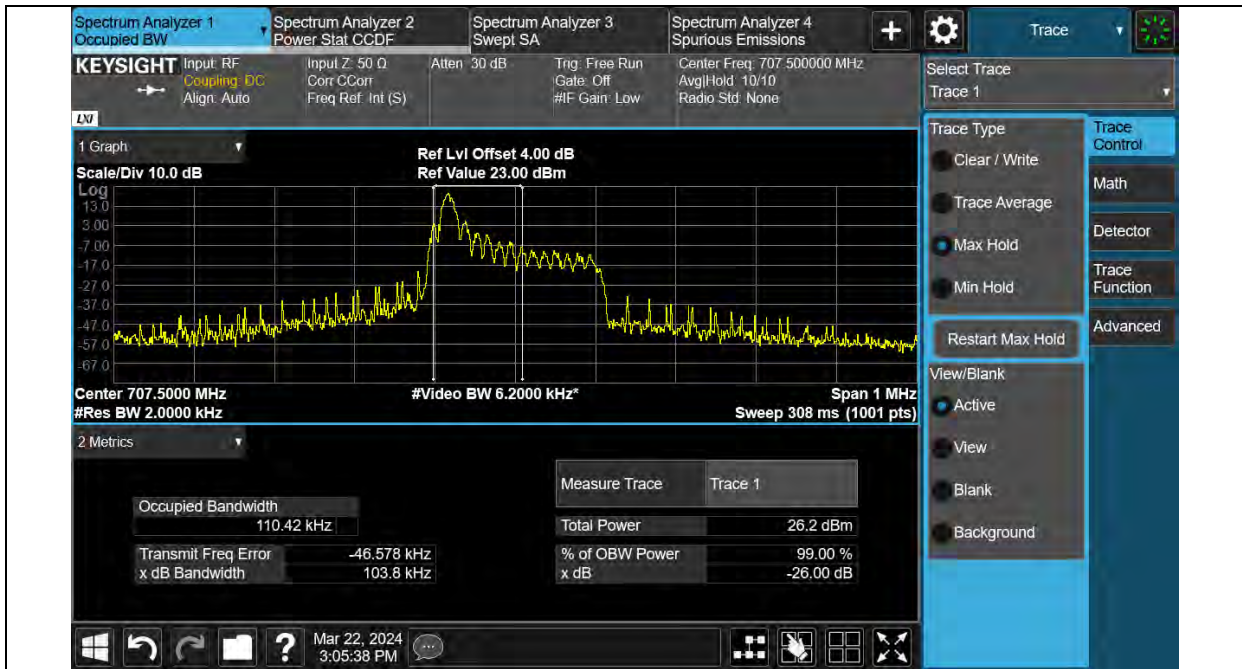 Spectrum Analyzer 1
Occupied BW
Spectrum Analyzer 2
Power Stat CCDF
Spectrum Analyzer 3
Swept SA
Spectrum Analyzer 4
Spurious Emissions
+
Trace
KEYSIGHT
LXI
Input: RF
Coupling: DC
Align: Auto
Input Z: 50 Ω
Corr CCorr
Freq Ref: Int (S)
Atten: 30 dB
Trig: Free Run
Gate: Off
#IF Gain: Low
Center Freq: 707.500000 MHz
Avg|Hold: 10/10
Radio Std: None
Select Trace
Trace 1
1 Graph
Scale/Div 10.0 dB
Ref Lvl Offset 4.00 dB
Ref Value 23.00 dBm
Log
13.0
3.00
-7.00
-17.0
-27.0
-37.0
-47.0
-57.0
-67.0
Center 707.5000 MHz
#Res BW 2.0000 kHz
#Video BW 6.2000 kHz*
Span 1 MHz
Sweep 308 ms (1001 pts)
Trace Type
Clear / Write
Trace Average
Max Hold
Min Hold
Restart Max Hold
View/Blank
Active
View
Blank
Background
Trace
Control
Math
Detector
Trace
Function
Advanced
2 Metrics
Measure Trace Trace 1
Occupied Bandwidth
110.42 kHz
Total Power 26.2 dBm
Transmit Freq Error -46.578 kHz
% of OBW Power 99.00 %
x dB Bandwidth 103.8 kHz
x dB -26.00 dB
?
Mar 22, 2024
3:05:38 PM